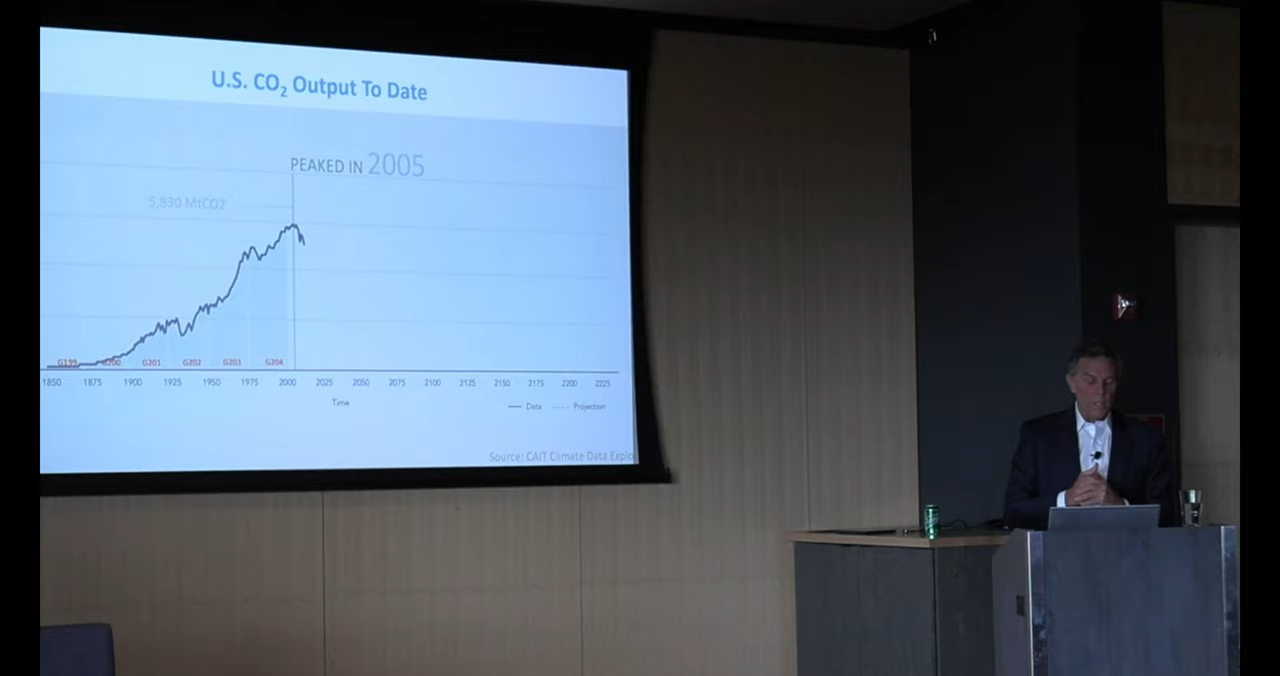 U.S. CO₂ Output To Date
PEAKED IN 2005
5,830 MtCO2
G199 G200 G201 G202 G203 G204
1850 1875 1900 1925 1950 1975 2000 2025 2050 2075 2100 2125 2150 2175 2200 2225
Time
Data Projection
Source: CAIT Climate Data Explo